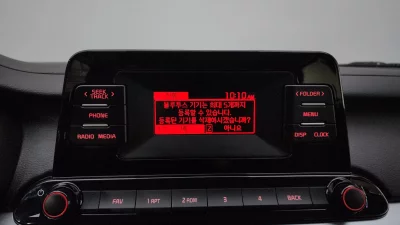 10:10 AM
블루투스 기기는 최대 5개까지
등록할 수 있습니다.
등록된 기기를 삭제하시겠습니까?
예 아니요
SEEK
TRACK
PHONE
RADIO MEDIA
FOLDER
MENU
DISP CLOCK
FAV 1 RPT 2 RDM 3 4 BACK